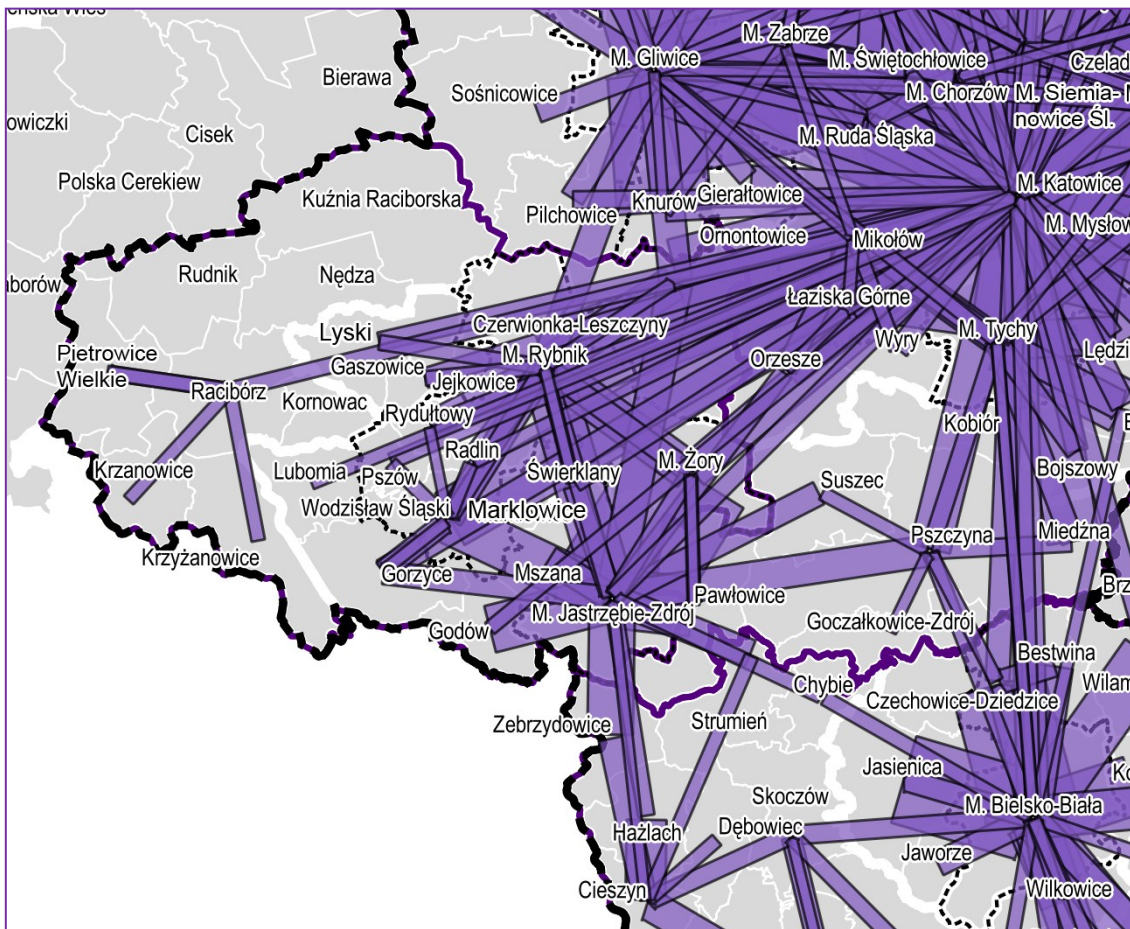 Bierawa
M. Gliwice
M. Zabrze
M. Świętochłowice
Sośnicowice
M. Chorzów
M. Siemia-
nowice Śl.
Cisek
M. Ruda Śląska
Polska Cerekiew
Kuźnia Raciborska
Pilchowice
Knurów
Gierałtowice
M. Katowice
Ornontowice
Mikołów
Rudnik
Nędza
Łaziska Górne
Lyski
Czerwionka-Leszczyny
Wyry
M. Tychy
Pietrowice
Wielkie
Gaszowice
M. Rybnik
Orzesze
Racibórz
Jejkowice
Kornowac
Rydułtowy
Kobiór
Krzanowice
Lubomia
Pszów
Radlin
Świerklany
M. Żory
Suszec
Bojszowy
Wodzisław Śląski
Marklowice
Krzyżanowice
Pszczyna
Miedźna
Gorzyce
Mszana
Pawłowice
M. Jastrzębie-Zdrój
Godów
Goczałkowice-Zdrój
Bestwina
Chybie
Czechowice-Dziedzice
Zebrzydowice
Strumień
Jasienica
Skoczów
M. Bielsko-Biała
Hażlach
Dębowiec
Jaworze
Cieszyn
Wilkowice